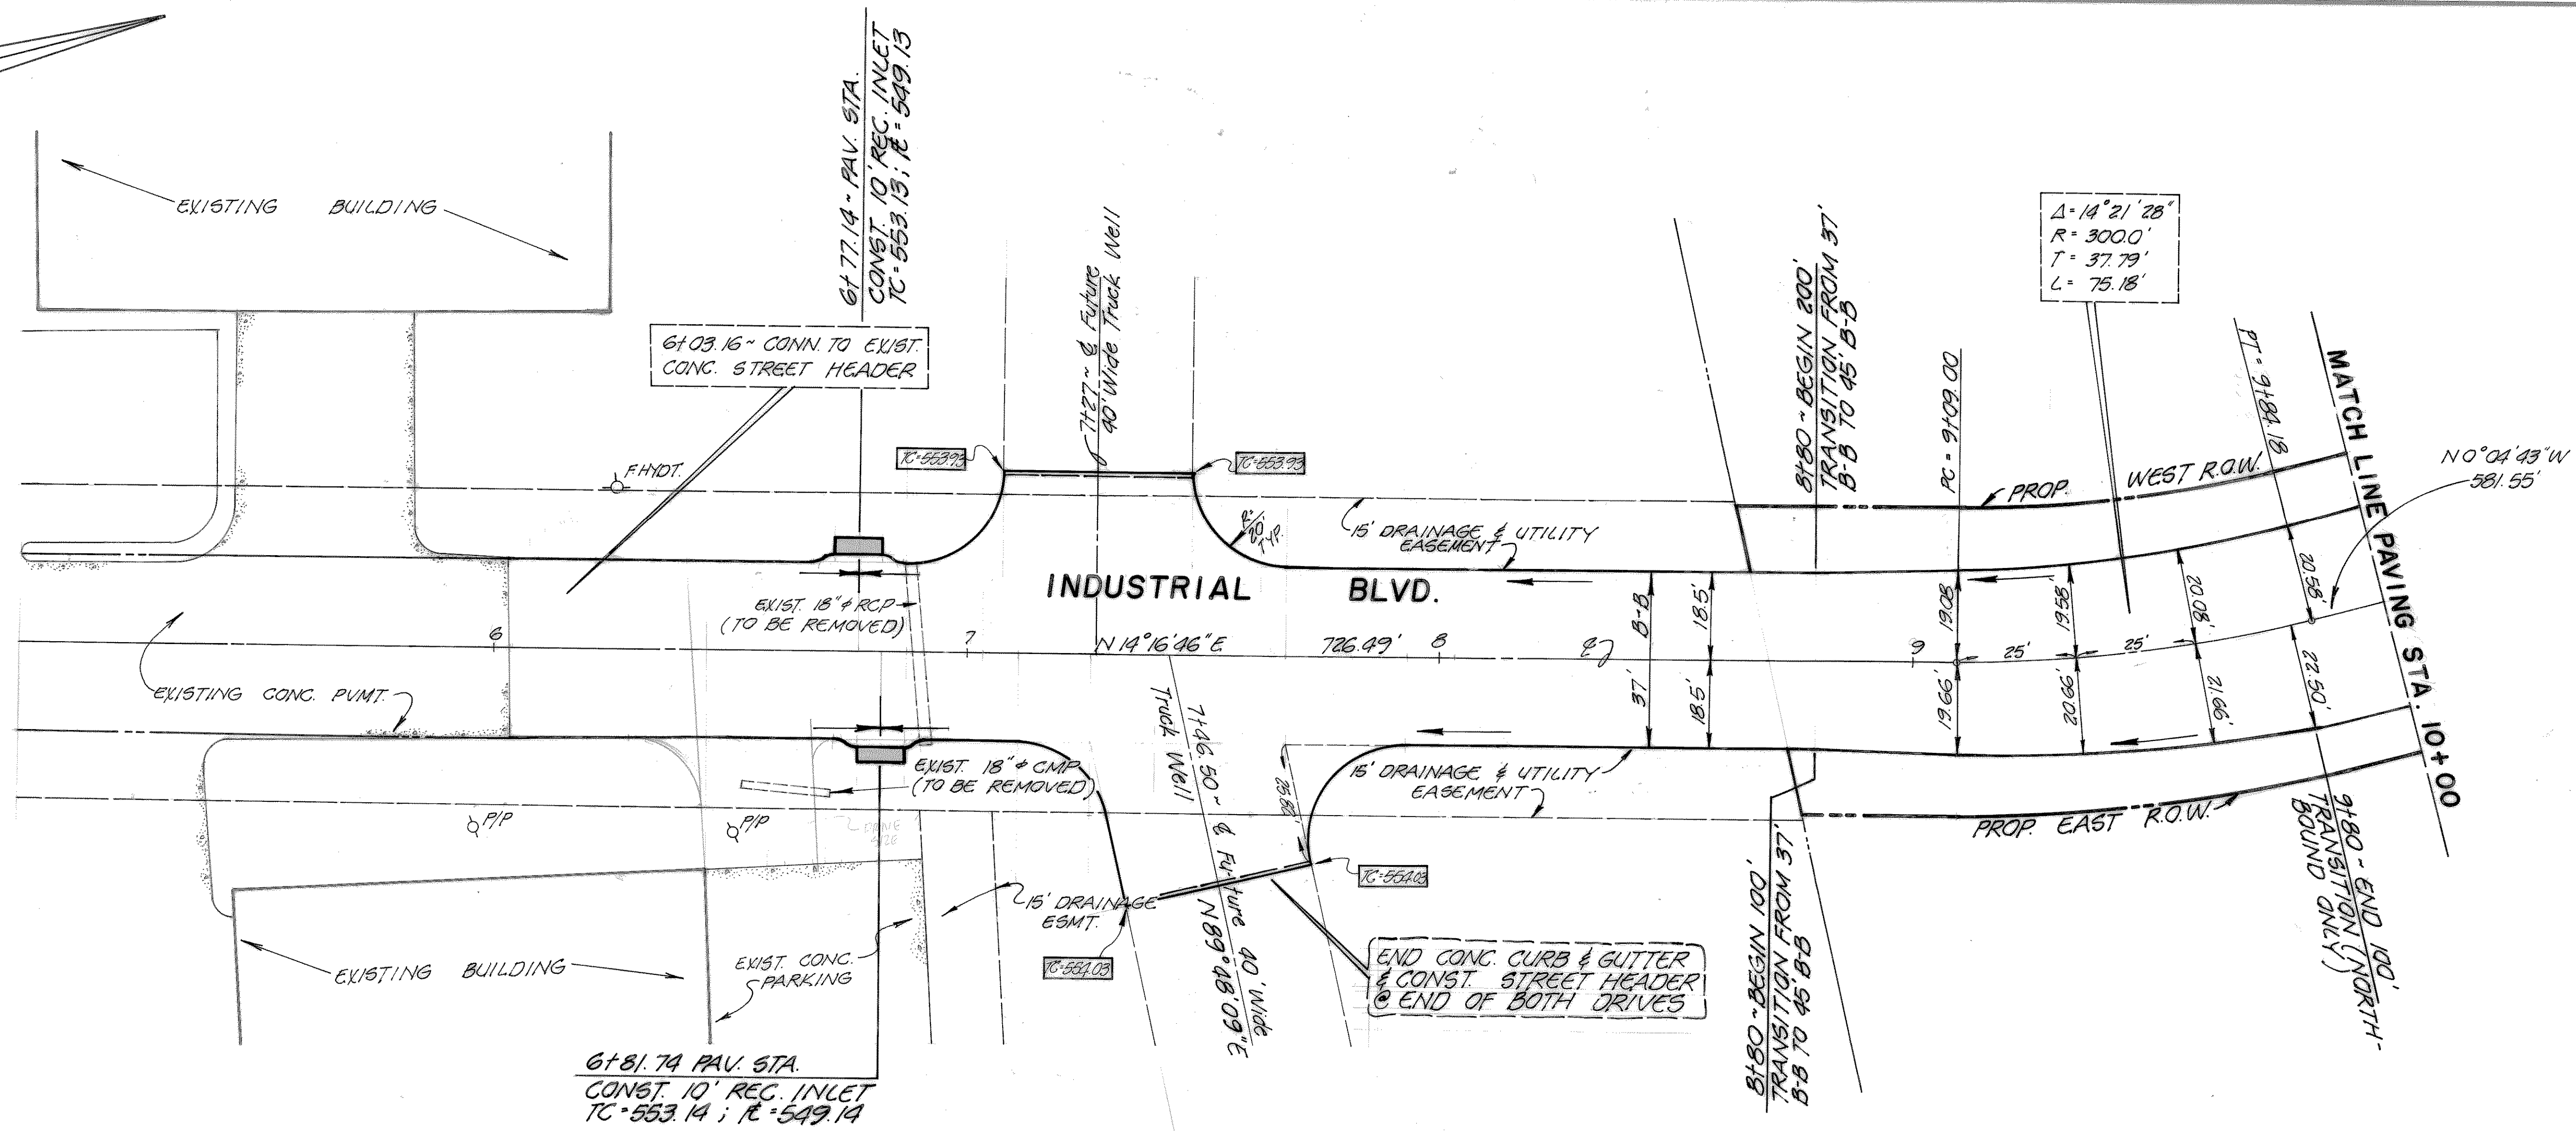 EXISTING BUILDING
6+77.14 ~ PAV. STA.
CONST. 10' REC. INLET
TC=553.13; ℄=549.13
6+03.16 ~ CONN. TO EXIST.
CONC. STREET HEADER
F.HYDT.
TC=553.93
7+27 ~ ℄ Future
40' Wide Truck Well
TC=553.93
R=
20'
TYP.
15' DRAINAGE & UTILITY
EASEMENT
8+80 ~ BEGIN 200'
TRANSITION FROM 37'
B-B TO 45' B-B
PC = 9+09.00
Δ=14°21'28"
R= 300.0'
T= 37.79'
L= 75.18'
PT = 9+84.18
PROP. WEST R.O.W.
MATCH LINE PAVING STA. 10+00
N 0°04'43"W
581.55'
INDUSTRIAL BLVD.
EXIST. 18"φ RCP
(TO BE REMOVED)
6
7
N 14°16'46"E 726.49'
8
℄
9
37' B-B
18.5'
18.5'
19.08'
19.66'
25'
19.58'
20.66'
25'
20.08'
21.66'
20.58'
22.50'
EXISTING CONC. PVMT.
EXIST. 18"φ CMP
(TO BE REMOVED)
P/P
P/P
DRIVE
7+46.50 ~ ℄ Future 40' Wide
Truck Well
N 89°48'09"E
25.82'
15' DRAINAGE & UTILITY
EASEMENT
TC=554.03
TC=554.03
15' DRAINAGE
ESMT.
EXISTING BUILDING
EXIST. CONC.
PARKING
END CONC. CURB & GUTTER
& CONST. STREET HEADER
@ END OF BOTH DRIVES
8+80 ~ BEGIN 100'
TRANSITION FROM 37'
B-B TO 45' B-B
PROP. EAST R.O.W.
9+80 ~ END 100'
TRANSITION (NORTH-
BOUND ONLY)
6+81.74 PAV. STA.
CONST. 10' REC. INLET
TC=553.14 ; ℄=549.14